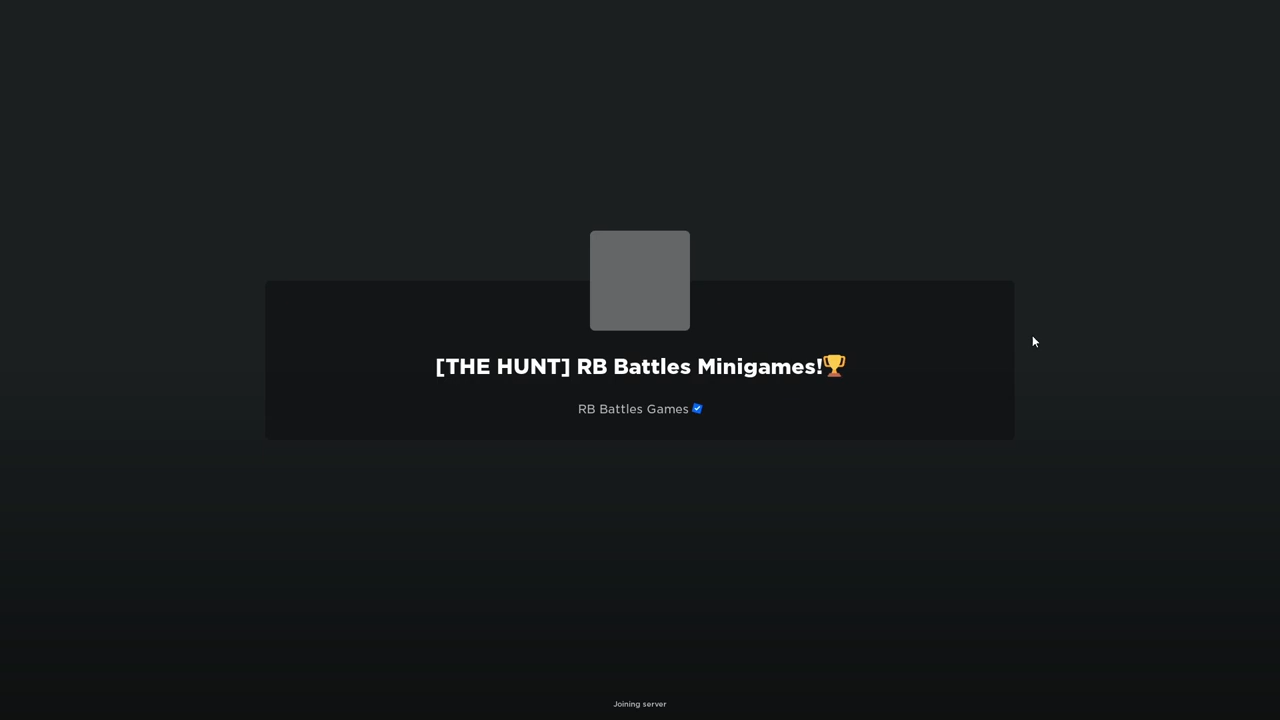 [THE HUNT] RB Battles Minigames!🏆
RB Battles Games
Joining server